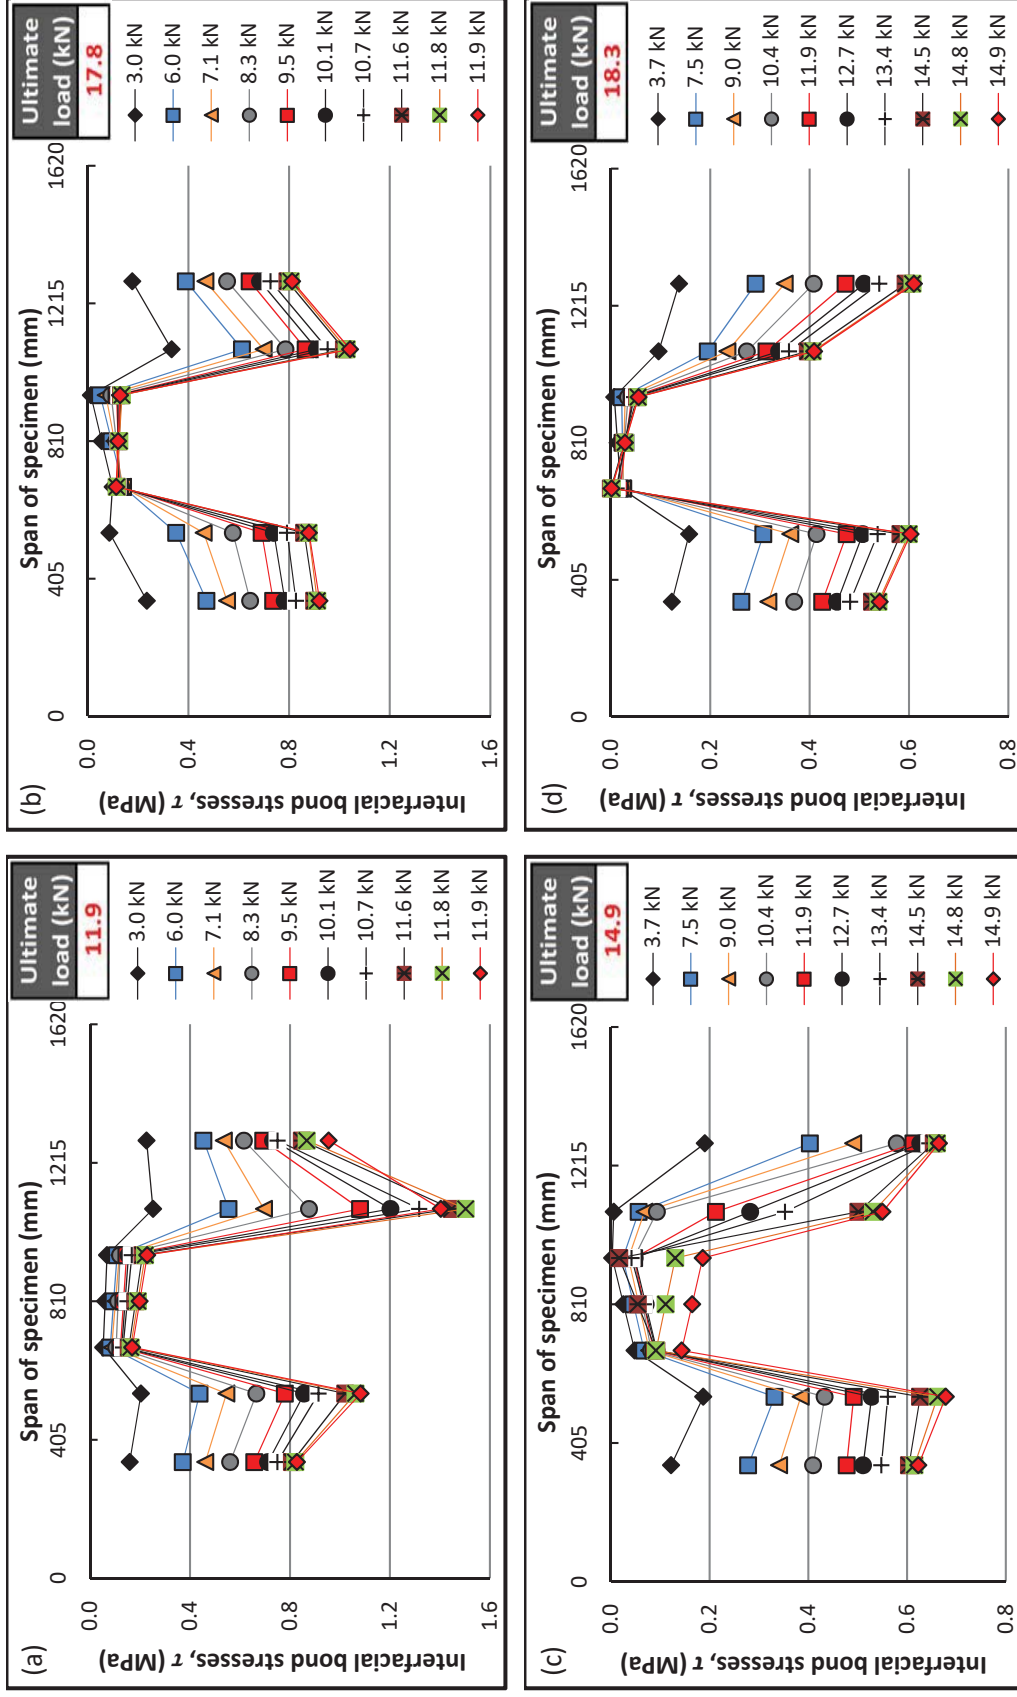 (a)
Span of specimen (mm)
0
405
810
1215
1620
0.0
0.4
0.8
1.2
1.6
Interfacial bond stresses, τ (MPa)
Ultimate
load (kN)
11.9
3.0 kN
6.0 kN
7.1 kN
8.3 kN
9.5 kN
10.1 kN
10.7 kN
11.6 kN
11.8 kN
11.9 kN
(b)
Span of specimen (mm)
0
405
810
1215
1620
0.0
0.4
0.8
1.2
1.6
Interfacial bond stresses, τ (MPa)
Ultimate
load (kN)
17.8
3.0 kN
6.0 kN
7.1 kN
8.3 kN
9.5 kN
10.1 kN
10.7 kN
11.6 kN
11.8 kN
11.9 kN
(c)
Span of specimen (mm)
0
405
810
1215
1620
0.0
0.2
0.4
0.6
0.8
Interfacial bond stresses, τ (MPa)
Ultimate
load (kN)
14.9
3.7 kN
7.5 kN
9.0 kN
10.4 kN
11.9 kN
12.7 kN
13.4 kN
14.5 kN
14.8 kN
14.9 kN
(d)
Span of specimen (mm)
0
405
810
1215
1620
0.0
0.2
0.4
0.6
0.8
Interfacial bond stresses, τ (MPa)
Ultimate
load (kN)
18.3
3.7 kN
7.5 kN
9.0 kN
10.4 kN
11.9 kN
12.7 kN
13.4 kN
14.5 kN
14.8 kN
14.9 kN